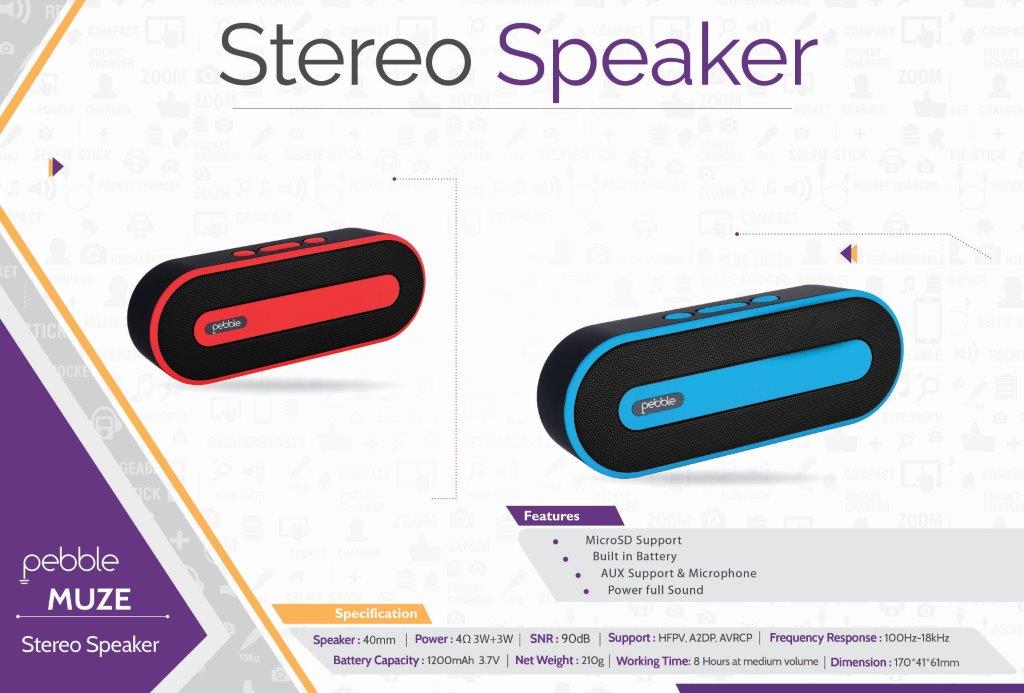 Stereo Speaker
pebble
pebble
Features
MicroSD Support
Built in Battery
AUX Support & Microphone
Power full Sound
pebble
MUZE
Stereo Speaker
Specification
Speaker : 40mm | Power : 4Ω 3W+3W | SNR : 90dB | Support : HFPV, A2DP, AVRCP | Frequency Response : 100Hz-18kHz
Battery Capacity : 1200mAh 3.7V | Net Weight : 210g | Working Time: 8 Hours at medium volume | Dimension : 170*41*61mm